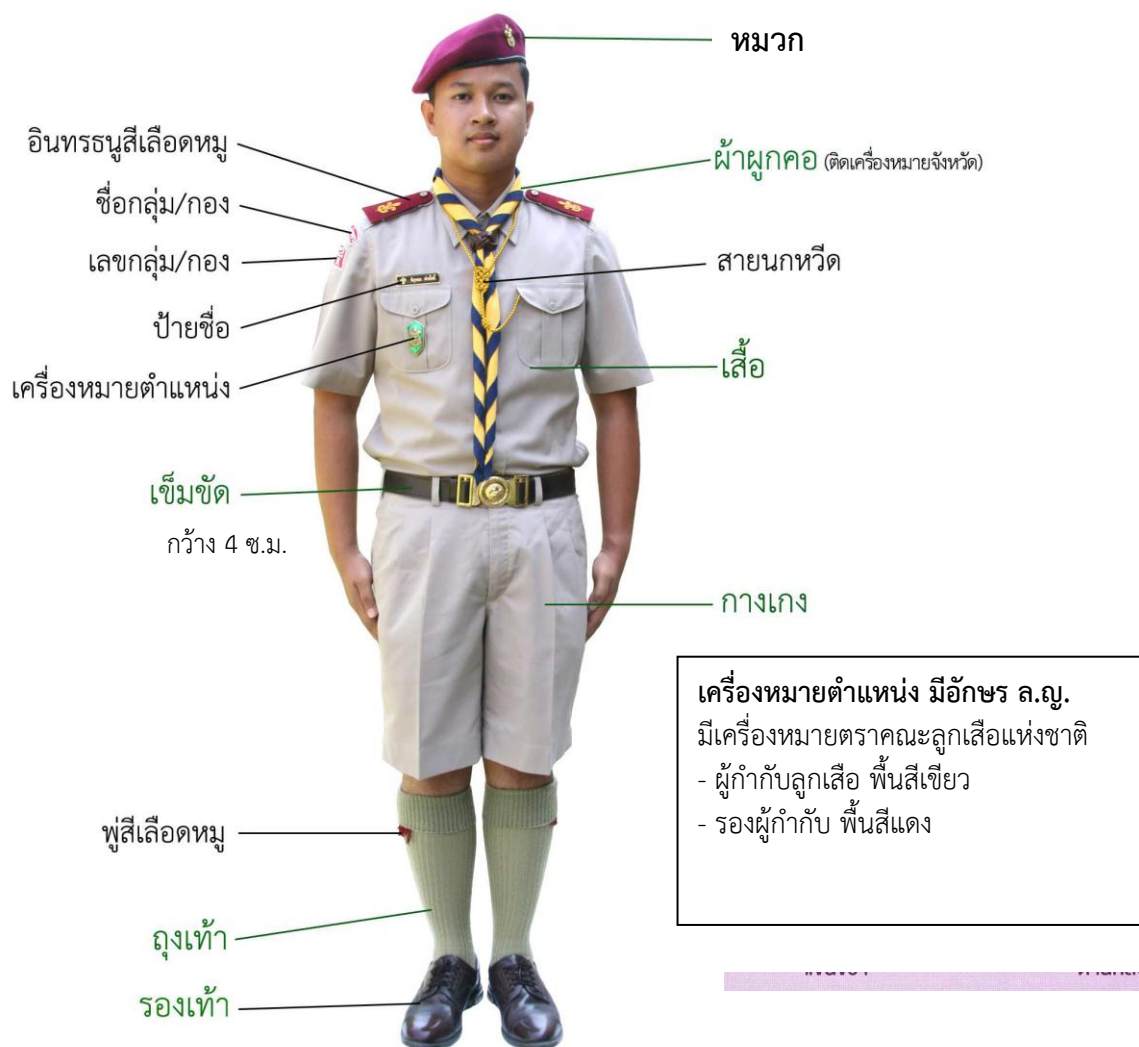 หมวก
อินทรธนูสีเลือดหมู
ผ้าผูกคอ (ติดเครื่องหมายจังหวัด)
ชื่อกลุ่ม/กอง
เลขกลุ่ม/กอง
สายนกหวีด
ป้ายชื่อ
เสื้อ
เครื่องหมายตำแหน่ง
เข็มขัด
กว้าง 4 ซ.ม.
กางเกง
เครื่องหมายตำแหน่ง มีอักษร ล.ญ.
มีเครื่องหมายตราคณะลูกเสือแห่งชาติ
- ผู้กำกับลูกเสือ พื้นสีเขียว
- รองผู้กำกับ พื้นสีแดง
พู่สีเลือดหมู
ถุงเท้า
รองเท้า